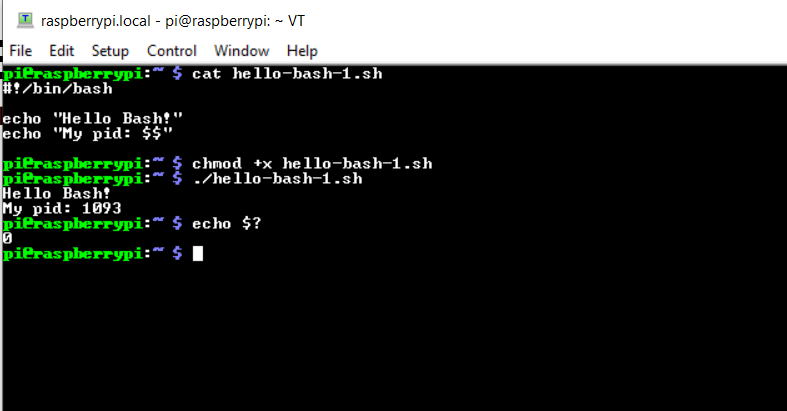 raspberrypi.local - pi@raspberrypi: ~ VT
File Edit Setup Control Window Help
pi@raspberrypi:~ $ cat hello-bash-1.sh
#!/bin/bash
echo "Hello Bash!"
echo "My pid: $$"
pi@raspberrypi:~ $ chmod +x hello-bash-1.sh
pi@raspberrypi:~ $ ./hello-bash-1.sh
Hello Bash!
My pid: 1093
pi@raspberrypi:~ $ echo $?
0
pi@raspberrypi:~ $